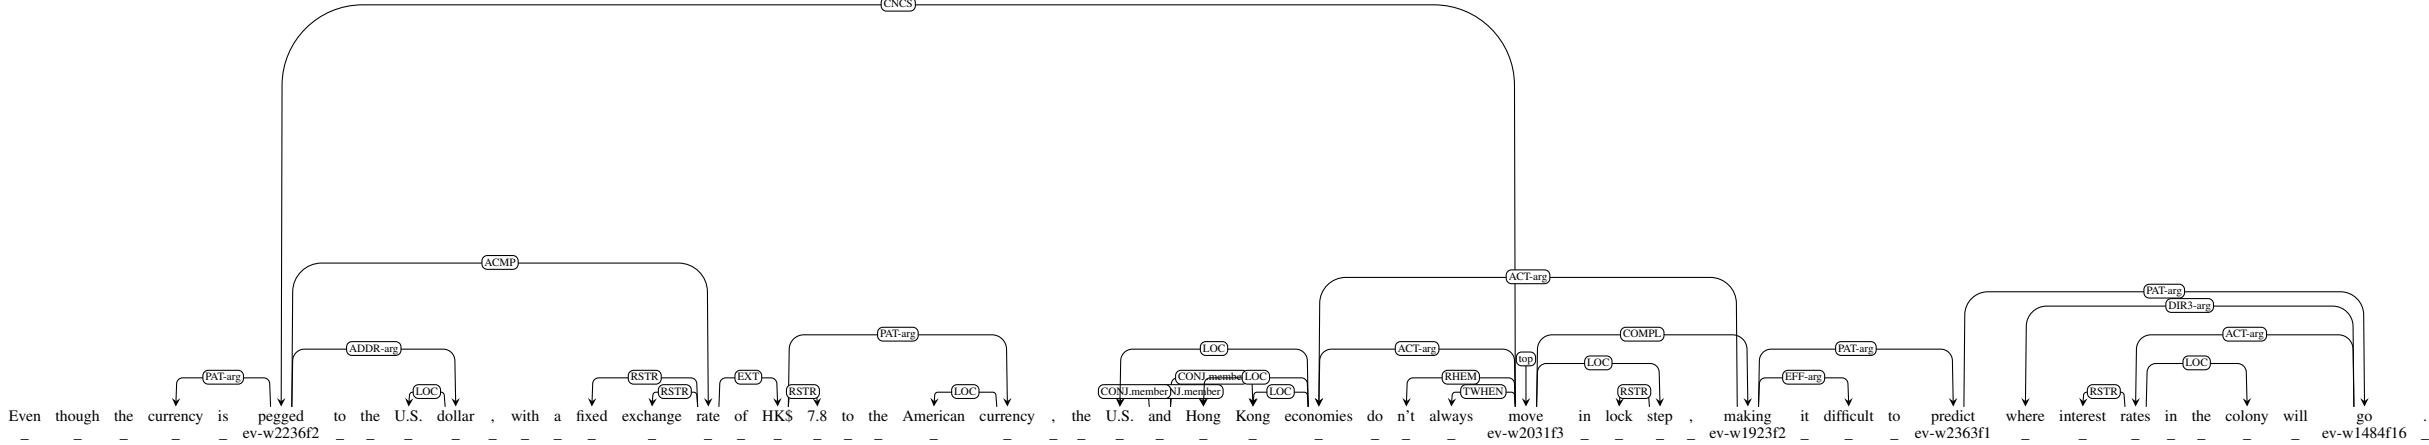 CNCS
ACMP
ACT-arg
PAT-arg
DIR3-arg
PAT-arg COMPL ACT-arg
ADDR-arg LOC ACT-arg top LOC PAT-arg LOC
PAT-arg RSTR EXT LOC RHEM EFF-arg
LOC RSTR RSTR LOC CONJ.member LOC TWHEN RSTR RSTR
Even though the currency is pegged to the U.S. dollar , with a fixed exchange rate of HK$ 7.8 to the American currency , the U.S. and Hong Kong economies do n't always move in lock step , making it difficult to predict where interest rates in the colony will go
_ _ _ _ _ ev-w2236f2 _ _ _ _ _ _ _ _ _ _ _ _ _ _ _ _ _ _ _ _ _ _ _ _ _ _ _ _ ev-w2031f3 _ _ _ _ ev-w1923f2 _ _ _ ev-w2363f1 _ _ _ _ _ _ _ ev-w1484f16